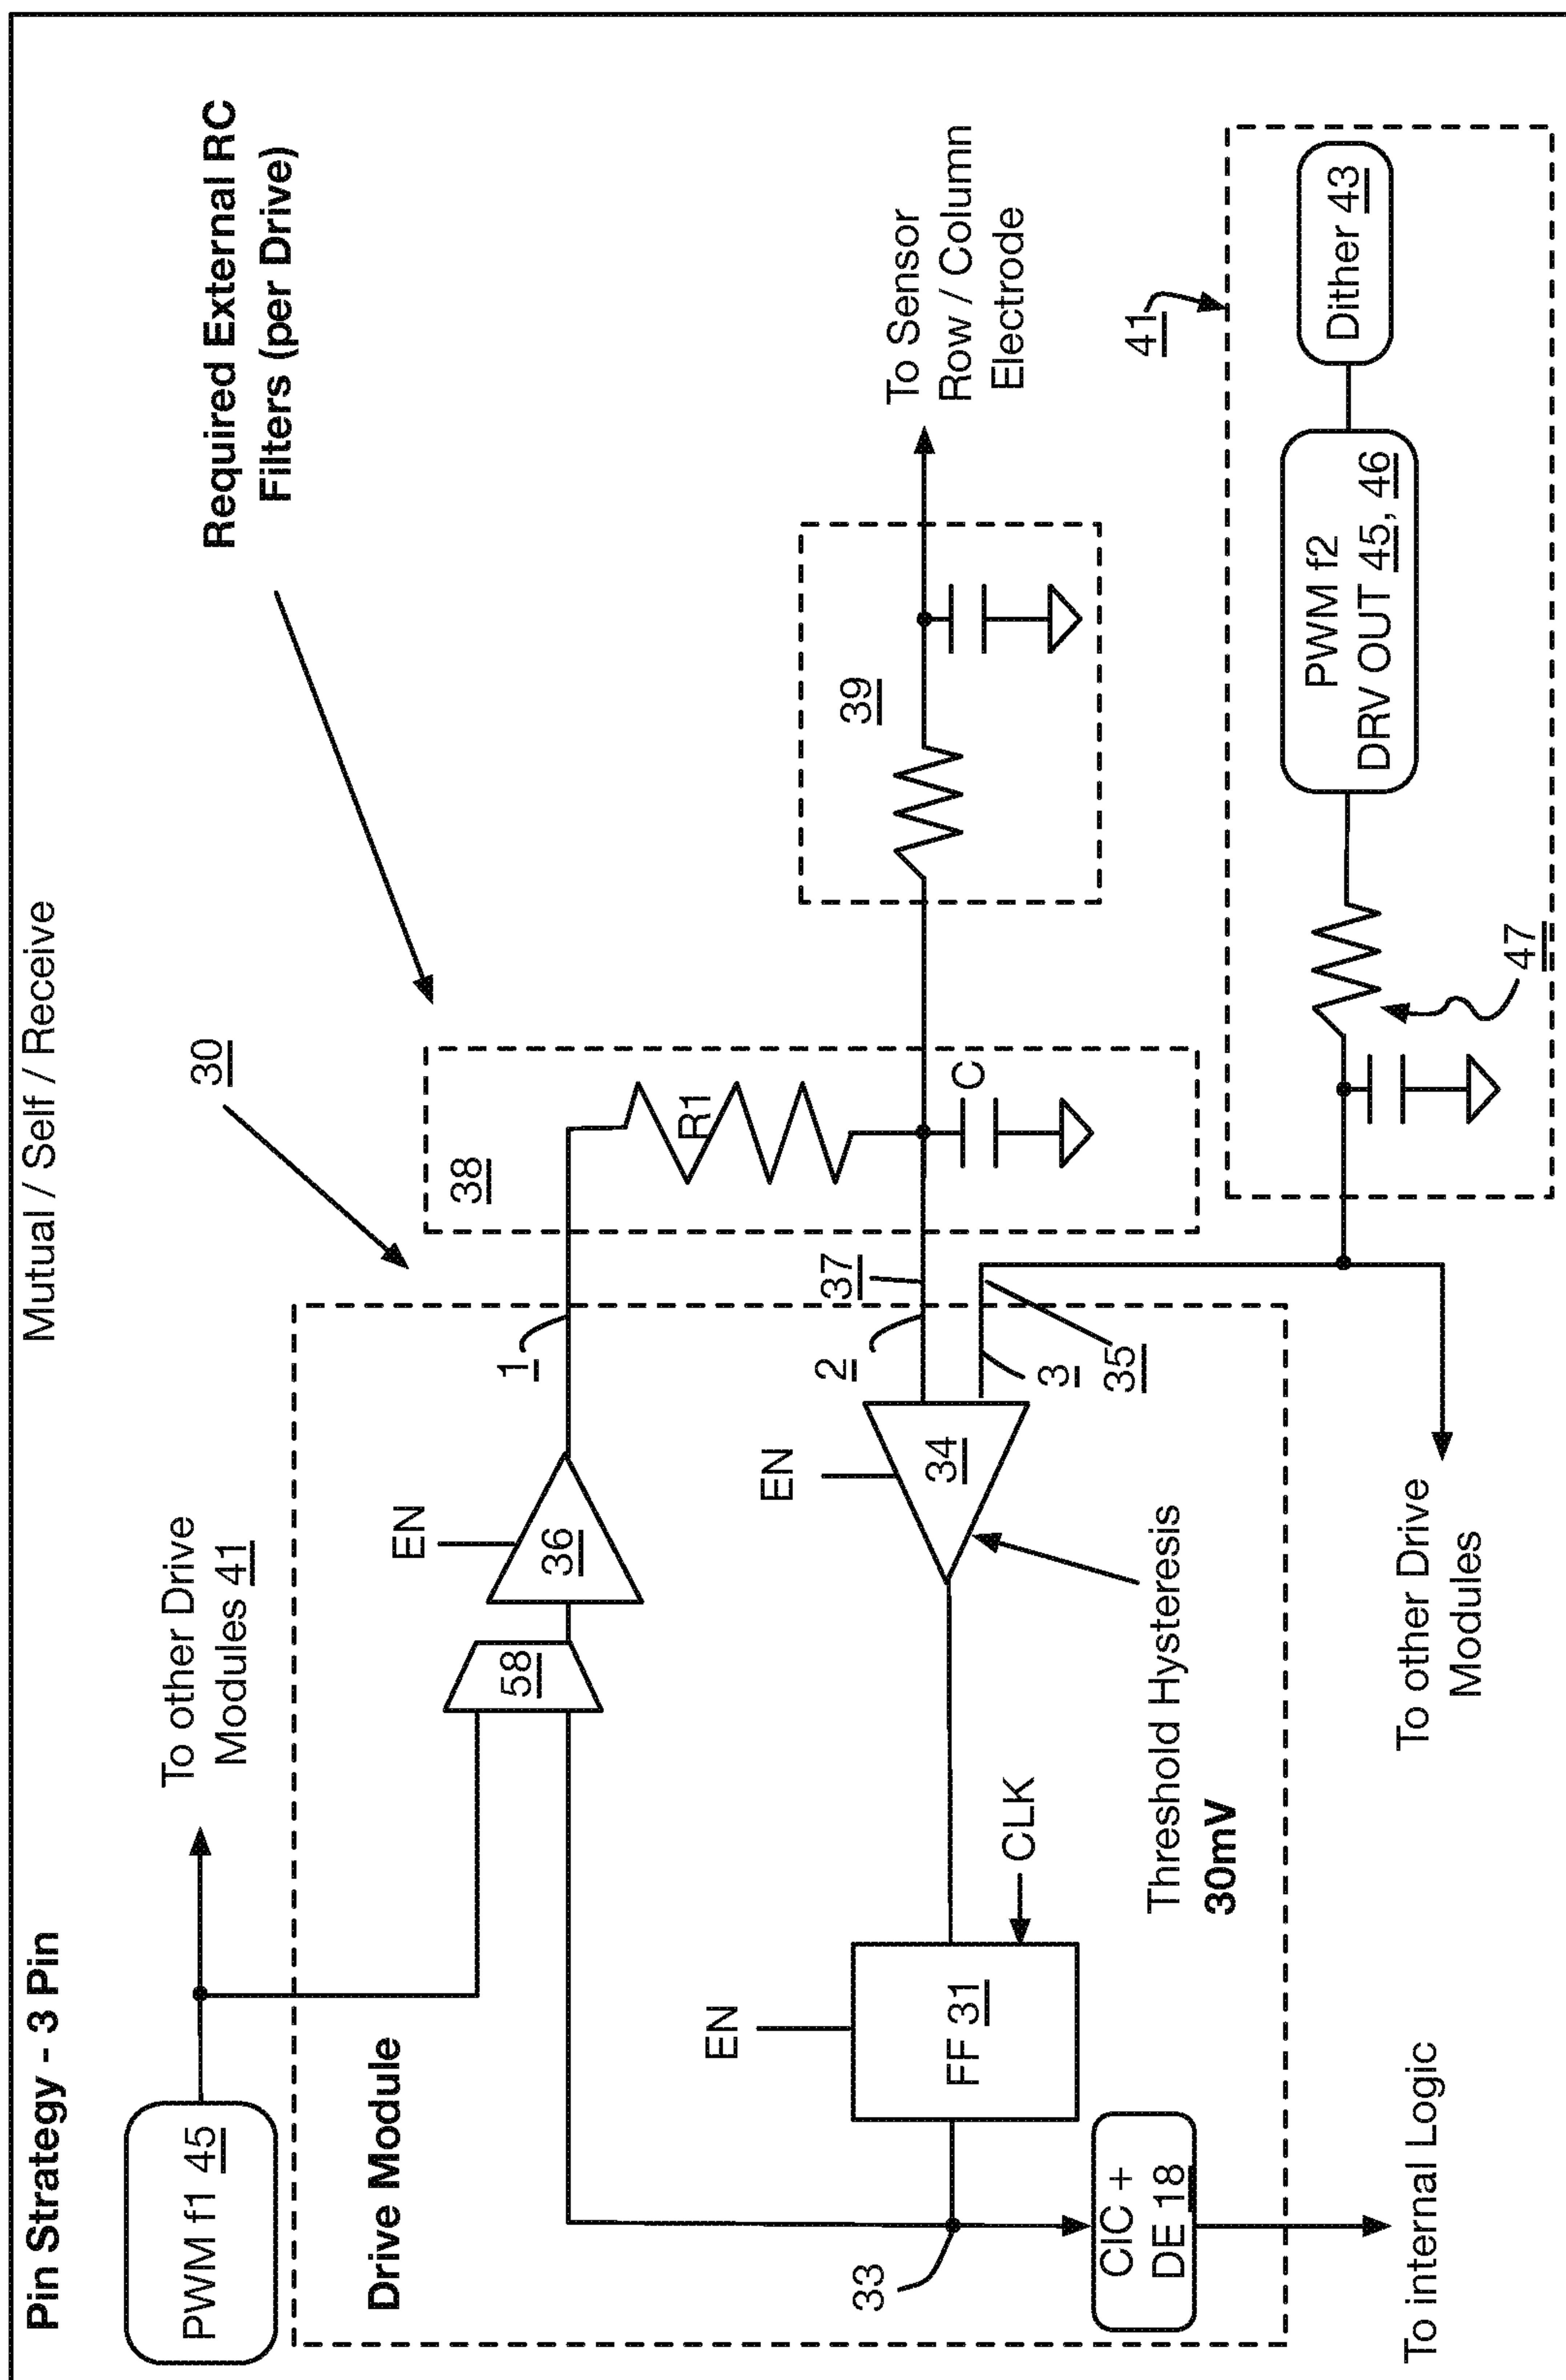 Pin Strategy - 3 Pin
Mutual / Self / Receive
PWM f1 45
To other Drive
Modules 41
30
Required External RC
Filters (per Drive)
Drive Module
EN
58
36
1
38
R1
C
EN
FF 31
CLK
EN
34
2
37
3
35
39
To Sensor
Row / Column
Electrode
33
Threshold Hysteresis
30mV
CIC +
DE 18
To internal Logic
To other Drive
Modules
41
47
PWM f2
DRV OUT 45, 46
Dither 43